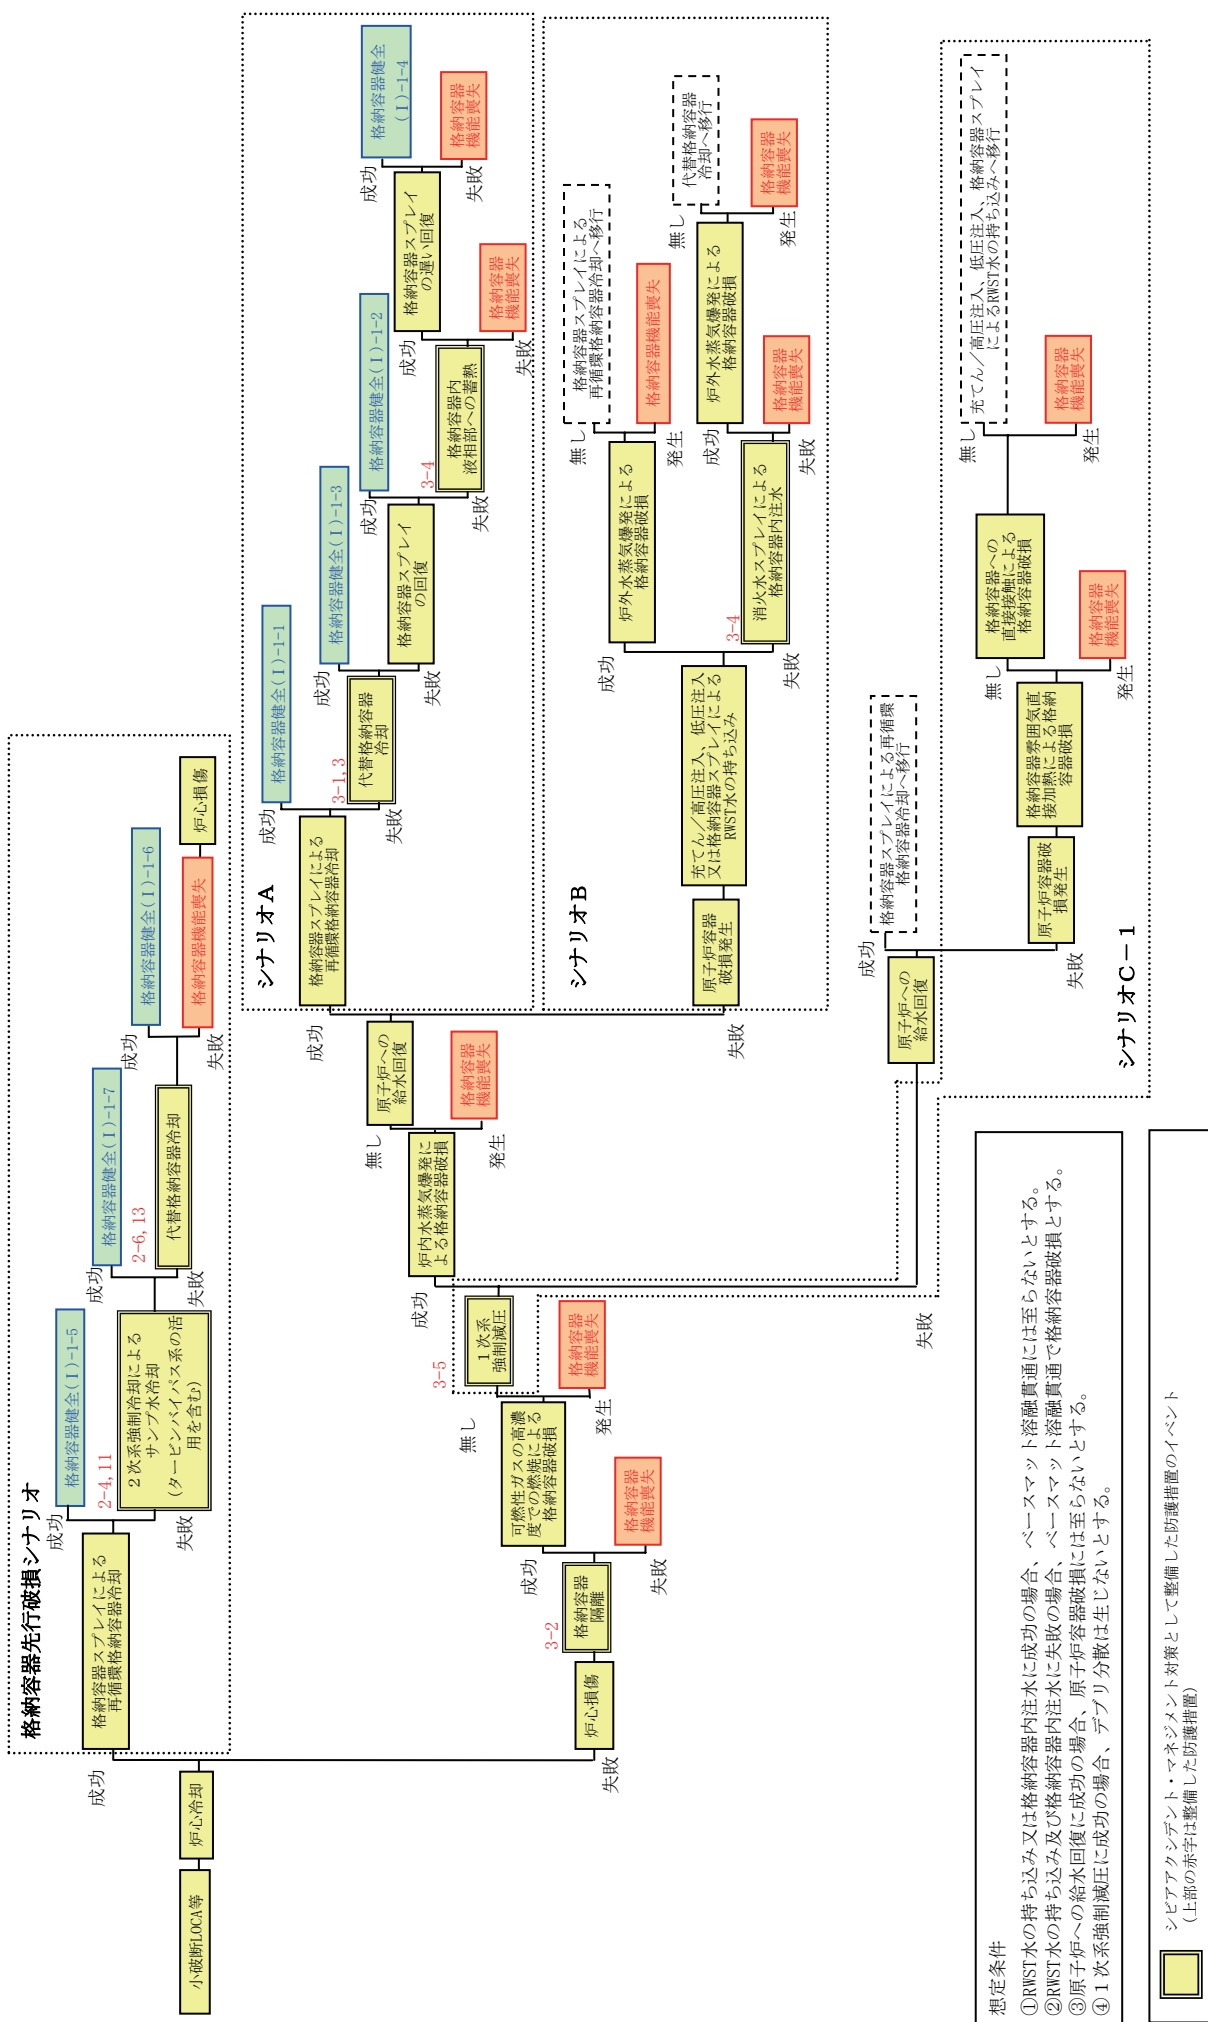 格納容器先行破損シナリオ
小破断LOCA等
炉心冷却
成功
格納容器スプレイによる
再循環格納容器冷却
成功
格納容器健全(Ⅰ)-1-5
失敗
2-4, 11
２次系強制冷却による
サンプ水冷却
(タービンバイパス系の活
用を含む)
成功
格納容器健全(Ⅰ)-1-7
失敗
2-6, 13
代替格納容器冷却
成功
格納容器健全(Ⅰ)-1-6
失敗
格納容器機能喪失
炉心損傷
失敗
炉心損傷
3-2
格納容器
隔離
成功
失敗
格納容器
機能喪失
可燃性ガスの高濃
度での燃焼による
格納容器破損
無し
発生
格納容器
機能喪失
3-5
１次系
強制減圧
成功
失敗
炉内水蒸気爆発に
よる格納容器破損
無し
発生
格納容器
機能喪失
原子炉への
給水回復
成功
失敗
シナリオＡ
格納容器スプレイによる
再循環格納容器冷却
成功
格納容器健全(Ⅰ)-1-1
失敗
3-1, 3
代替格納容器
冷却
成功
格納容器健全(Ⅰ)-1-3
失敗
格納容器スプレイ
の回復
成功
格納容器健全(Ⅰ)-1-2
失敗
3-4
格納容器内
液相部への蓄熱
成功
失敗
格納容器
機能喪失
格納容器スプレイ
の遅い回復
成功
格納容器健全
(Ⅰ)-1-4
失敗
格納容器
機能喪失
シナリオＢ
原子炉容器
破損発生
充てん／高圧注入、低圧注入
又は格納容器スプレイによる
RWST水の持ち込み
成功
失敗
炉外水蒸気爆発による
格納容器破損
無し
格納容器スプレイによる
再循環格納容器冷却へ移行
発生
格納容器機能喪失
3-4
消火水スプレイによる
格納容器内注水
成功
失敗
格納容器
機能喪失
炉外水蒸気爆発による
格納容器破損
無し
代替格納容器
冷却へ移行
発生
格納容器
機能喪失
原子炉への
給水回復
成功
格納容器スプレイによる再循環
格納容器冷却へ移行
失敗
シナリオＣ－１
原子炉容器破
損発生
格納容器雰囲気直
接加熱による格納
容器破損
無し
発生
格納容器
機能喪失
格納容器への
直接接触による
格納容器破損
無し
充てん／高圧注入、低圧注入、格納容器スプレイ
によるRWST水の持ち込みへ移行
発生
格納容器
機能喪失
想定条件
①RWST水の持ち込み又は格納容器内注水に成功の場合、ベースマット溶融貫通には至らないとする。
②RWST水の持ち込み及び格納容器内注水に失敗の場合、ベースマット溶融貫通で格納容器破損とする。
③原子炉への給水回復に成功の場合、原子炉容器破損には至らないとする。
④１次系強制減圧に成功の場合、デブリ分散は生じないとする。
シビアアクシデント・マネジメント対策として整備した防護措置のイベント
(上部の赤字は整備した防護措置)